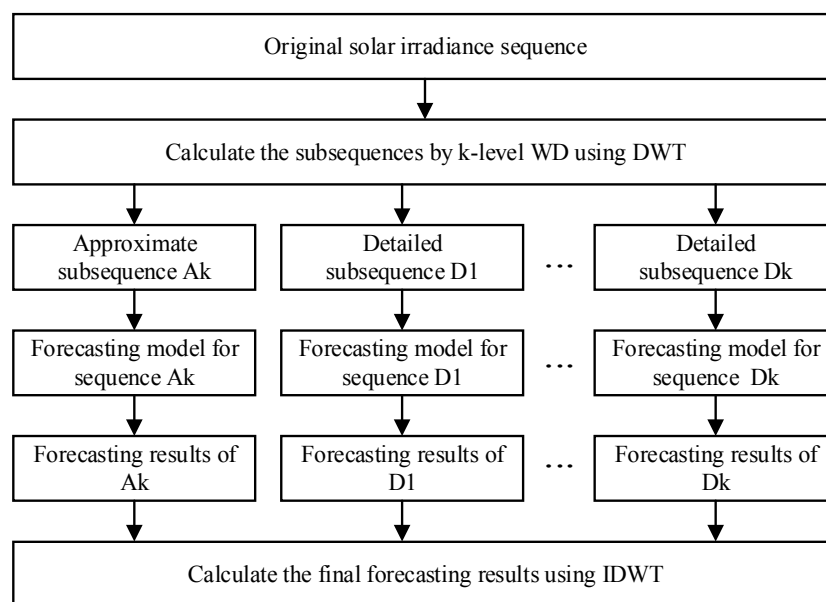 Original solar irradiance sequence
Calculate the subsequences by k-level WD using DWT
Approximate
subsequence Ak
Detailed
subsequence D1
...
Detailed
subsequence Dk
Forecasting model for
sequence Ak
Forecasting model for
sequence D1
...
Forecasting model for
sequence Dk
Forecasting results of
Ak
Forecasting results of
D1
...
Forecasting results of
Dk
Calculate the final forecasting results using IDWT